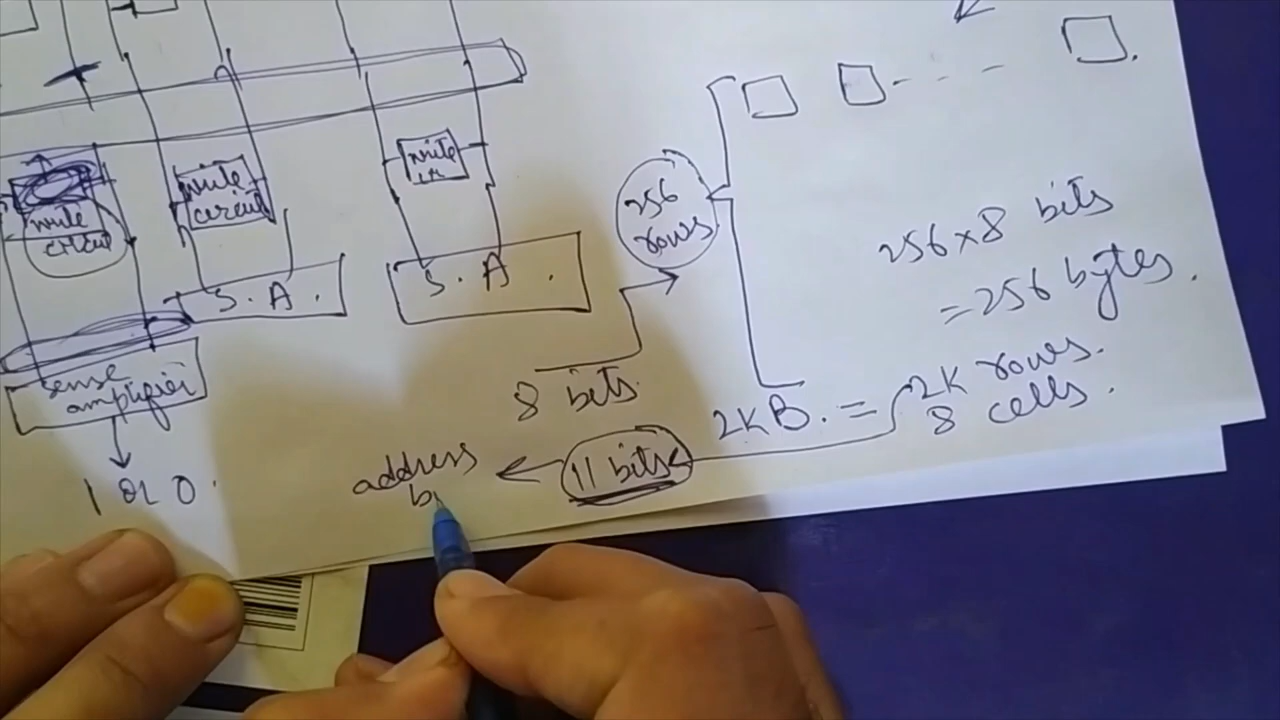 write
ckt
write
circuit
write
circuit
256
rows
S. A.
S. A.
256 × 8 bits
= 256 bytes.
sense
amplifier
8 bits
2KB. = 2K rows.
8 cells.
address
b
11 bits
1 or 0.